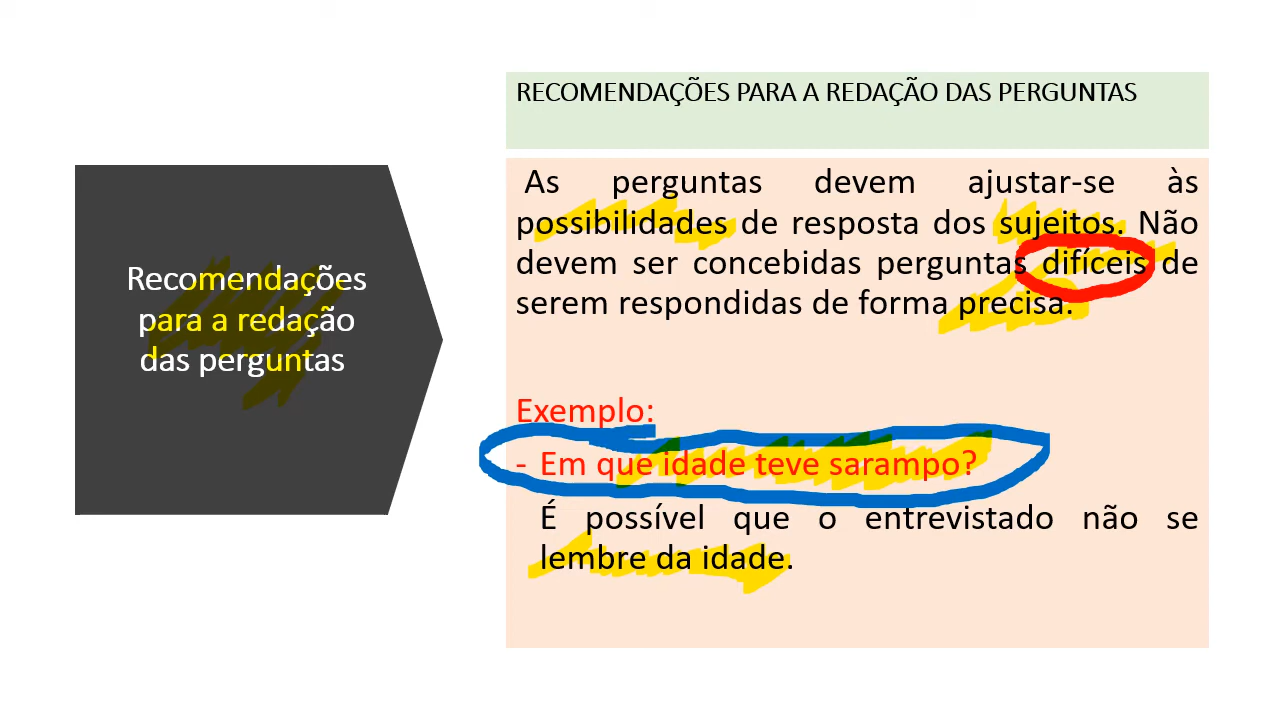 Recomendações
para a redação
das perguntas
RECOMENDAÇÕES PARA A REDAÇÃO DAS PERGUNTAS
As perguntas devem ajustar-se às
possibilidades de resposta dos sujeitos. Não
devem ser concebidas perguntas difíceis de
serem respondidas de forma precisa.
Exemplo:
- Em que idade teve sarampo?
É possível que o entrevistado não se
lembre da idade.